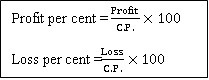 Profit per cent = Profit/C.P. × 100
Loss per cent = Loss/C.P. × 100